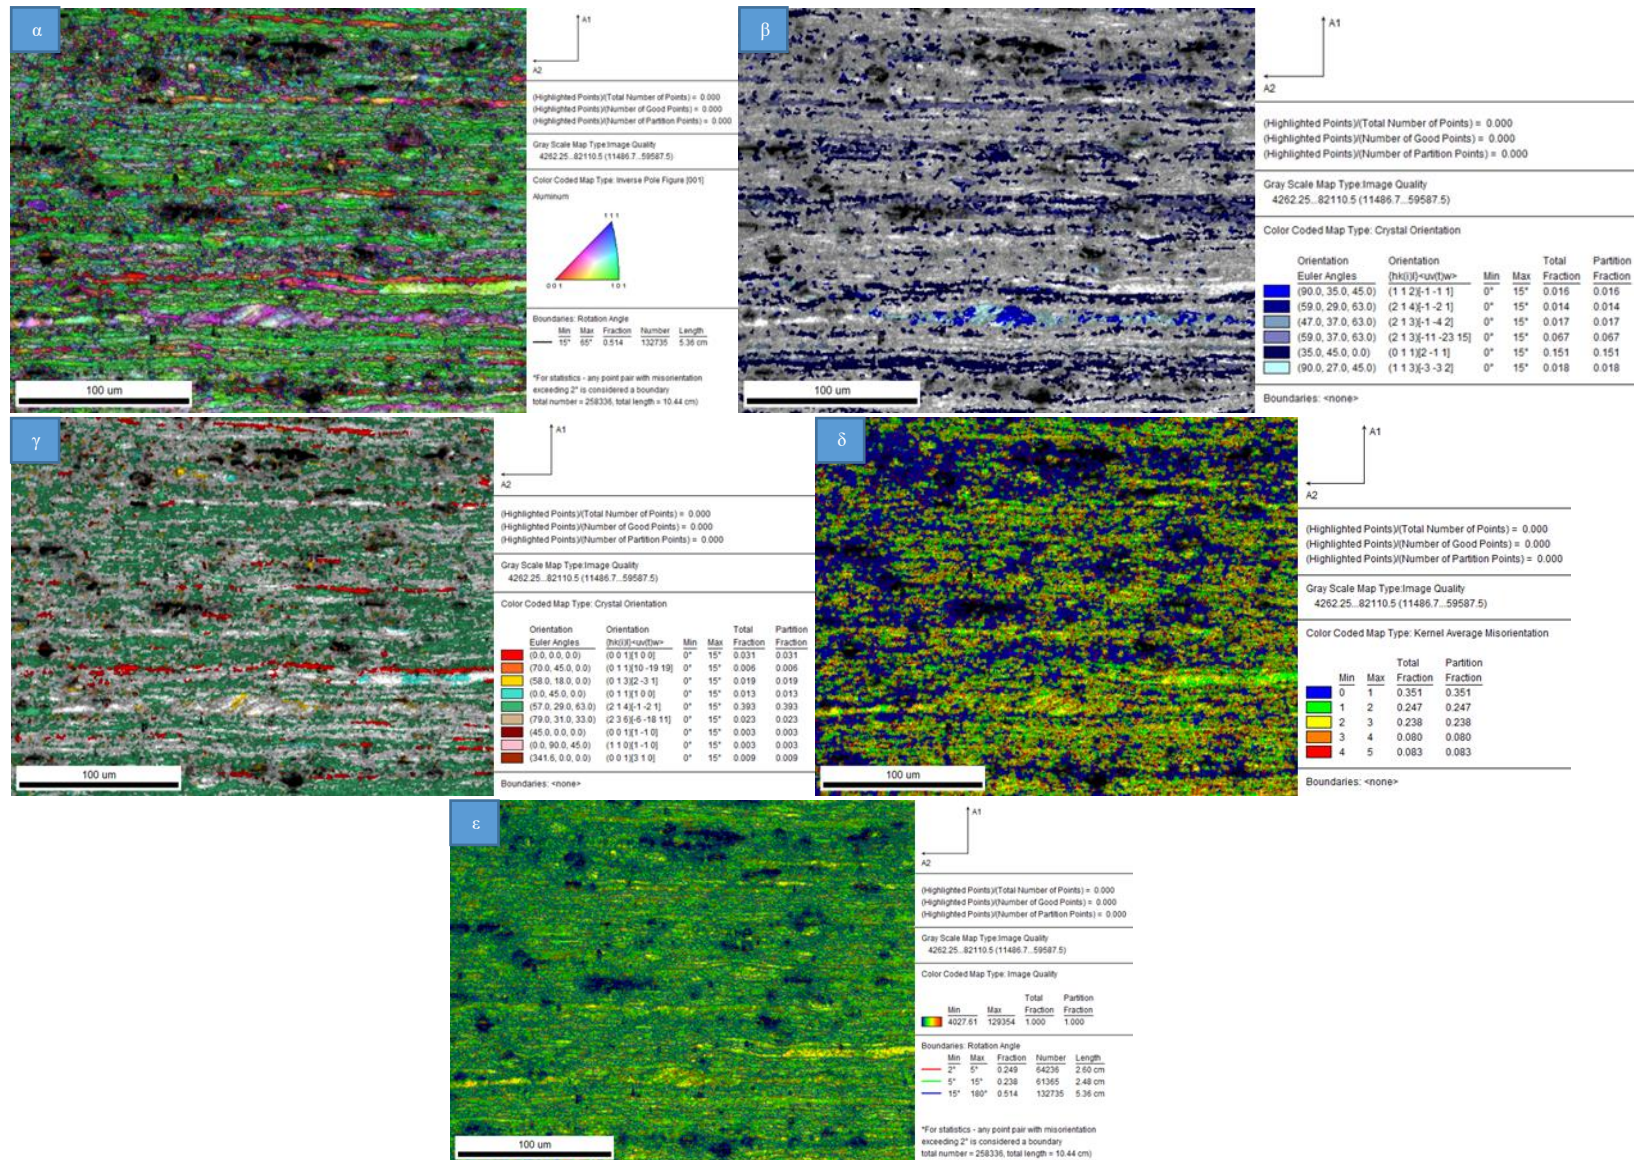 α
A1
A2
(Highlighted Points)/(Total Number of Points) = 0.000
(Highlighted Points)/(Number of Good Points) = 0.000
(Highlighted Points)/(Number of Partition Points) = 0.000
Gray Scale Map Type:Image Quality
4262.25...82110.5 (11486.7...59587.5)
Color Coded Map Type: Inverse Pole Figure [001]
Aluminum
1 1 1
0 0 1 1 0 1
Boundaries: Rotation Angle
Min Max Fraction Number Length
15° 65° 0.514 132735 5.36 cm
*For statistics - any point pair with misorientation
exceeding 2° is considered a boundary
total number = 258336, total length = 10.44 cm)
100 um
β
A1
A2
(Highlighted Points)/(Total Number of Points) = 0.000
(Highlighted Points)/(Number of Good Points) = 0.000
(Highlighted Points)/(Number of Partition Points) = 0.000
Gray Scale Map Type:Image Quality
4262.25...82110.5 (11486.7...59587.5)
Color Coded Map Type: Crystal Orientation
Orientation Orientation Total Partition
Euler Angles {hk(i)l}<uv(t)w> Min Max Fraction Fraction
(90.0, 35.0, 45.0) (1 1 2)[-1 -1 1] 0° 15° 0.016 0.016
(59.0, 29.0, 63.0) (2 1 4)[-1 -2 1] 0° 15° 0.014 0.014
(47.0, 37.0, 63.0) (2 1 3)[-1 -4 2] 0° 15° 0.017 0.017
(59.0, 37.0, 63.0) (2 1 3)[-11 -23 15] 0° 15° 0.067 0.067
(35.0, 45.0, 0.0) (0 1 1)[2 -1 1] 0° 15° 0.151 0.151
(90.0, 27.0, 45.0) (1 1 3)[-3 -3 2] 0° 15° 0.018 0.018
Boundaries: <none>
100 um
γ
A1
A2
(Highlighted Points)/(Total Number of Points) = 0.000
(Highlighted Points)/(Number of Good Points) = 0.000
(Highlighted Points)/(Number of Partition Points) = 0.000
Gray Scale Map Type:Image Quality
4262.25...82110.5 (11486.7...59587.5)
Color Coded Map Type: Crystal Orientation
Orientation Orientation Total Partition
Euler Angles {hk(i)l}<uv(t)w> Min Max Fraction Fraction
(0.0, 0.0, 0.0) (0 0 1)[1 0 0] 0° 15° 0.031 0.031
(70.0, 45.0, 0.0) (0 1 1)[10 -19 19] 0° 15° 0.006 0.006
(58.0, 18.0, 0.0) (0 1 3)[2 -3 1] 0° 15° 0.019 0.019
(0.0, 45.0, 0.0) (0 1 1)[1 0 0] 0° 15° 0.013 0.013
(57.0, 29.0, 63.0) (2 1 4)[-1 -2 1] 0° 15° 0.393 0.393
(79.0, 31.0, 33.0) (2 3 6)[-6 -18 11] 0° 15° 0.023 0.023
(45.0, 0.0, 0.0) (0 0 1)[1 -1 0] 0° 15° 0.003 0.003
(0.0, 90.0, 45.0) (1 1 0)[1 -1 0] 0° 15° 0.003 0.003
(341.6, 0.0, 0.0) (0 0 1)[3 1 0] 0° 15° 0.009 0.009
Boundaries: <none>
100 um
δ
A1
A2
(Highlighted Points)/(Total Number of Points) = 0.000
(Highlighted Points)/(Number of Good Points) = 0.000
(Highlighted Points)/(Number of Partition Points) = 0.000
Gray Scale Map Type:Image Quality
4262.25...82110.5 (11486.7...59587.5)
Color Coded Map Type: Kernel Average Misorientation
Total Partition
Min Max Fraction Fraction
0 1 0.351 0.351
1 2 0.247 0.247
2 3 0.238 0.238
3 4 0.080 0.080
4 5 0.083 0.083
Boundaries: <none>
100 um
ε
A1
A2
(Highlighted Points)/(Total Number of Points) = 0.000
(Highlighted Points)/(Number of Good Points) = 0.000
(Highlighted Points)/(Number of Partition Points) = 0.000
Gray Scale Map Type:Image Quality
4262.25...82110.5 (11486.7...59587.5)
Color Coded Map Type: Image Quality
Total Partition
Min Max Fraction Fraction
4027.61 129354 1.000 1.000
Boundaries: Rotation Angle
Min Max Fraction Number Length
2° 5° 0.249 64236 2.60 cm
5° 15° 0.238 61365 2.48 cm
15° 180° 0.514 132735 5.36 cm
*For statistics - any point pair with misorientation
exceeding 2° is considered a boundary
total number = 258336, total length = 10.44 cm)
100 um